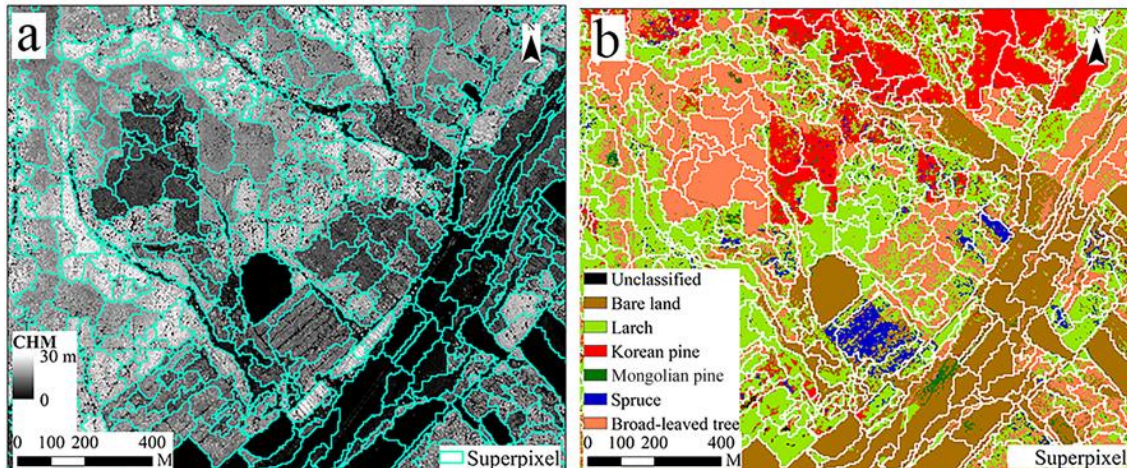 a
N
CHM
30 m
0
0 100 200 400
M
Superpixel
b
N
Unclassified
Bare land
Larch
Korean pine
Mongolian pine
Spruce
Broad-leaved tree
0 100 200 400
M
Superpixel